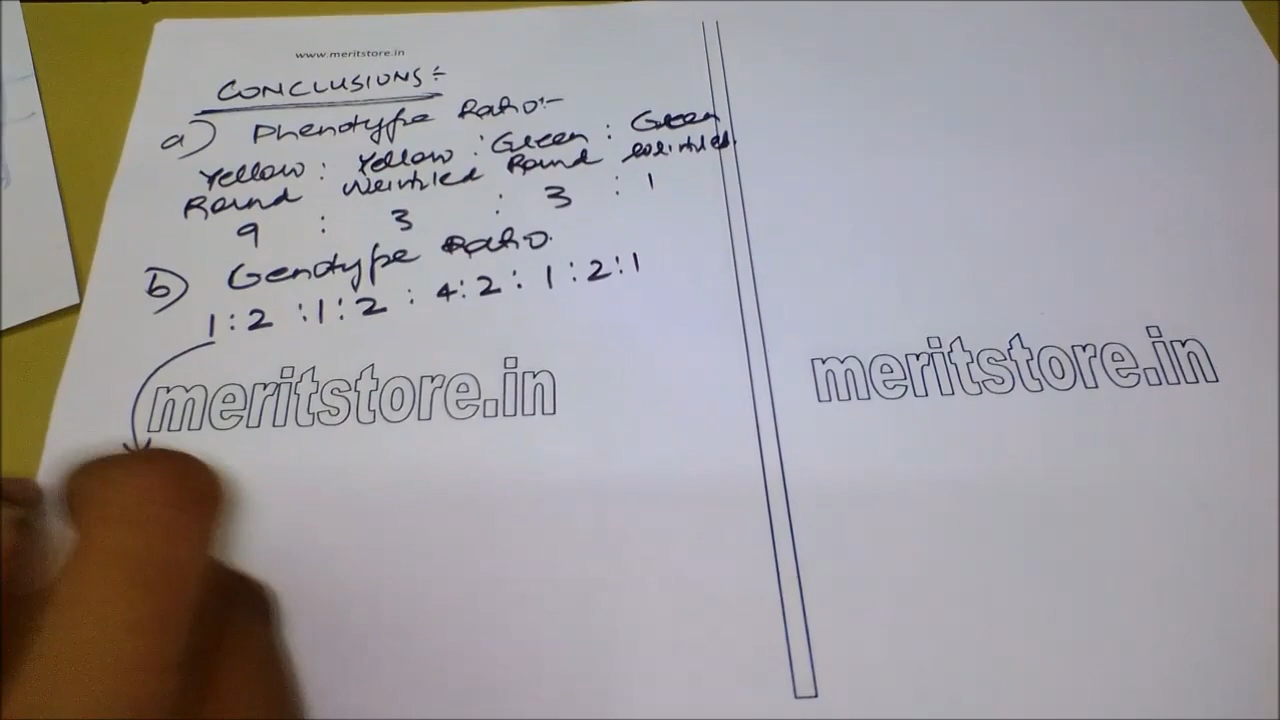 www.meritstore.in
CONCLUSIONS:-
a) Phenotype Ratio:-
Yellow : Yellow : Green : Green
Round Wrinkled Round wrinkled.
9 : 3 : 3 : 1
b) Genotype Ratio.
1:2 :1:2 : 4:2: 1:2:1
meritstore.in
meritstore.in